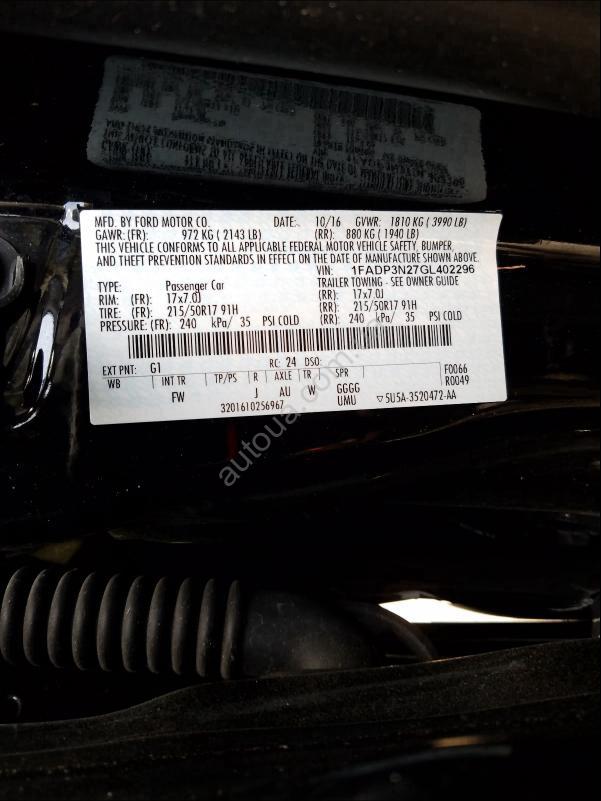 MFD. BY FORD MOTOR CO. DATE: 10/16 GVWR: 1810 KG ( 3990 LB)
GAWR: (FR): 972 KG ( 2143 LB) (RR): 880 KG ( 1940 LB)
THIS VEHICLE CONFORMS TO ALL APPLICABLE FEDERAL MOTOR VEHICLE SAFETY, BUMPER,
AND THEFT PREVENTION STANDARDS IN EFFECT ON THE DATE OF MANUFACTURE SHOWN ABOVE.
VIN: 1FADP3N27GL402296
TYPE: Passenger Car TRAILER TOWING - SEE OWNER GUIDE
RIM: (FR): 17x7.0J (RR): 17x7.0J
TIRE: (FR): 215/50R17 91H (RR): 215/50R17 91H
PRESSURE: (FR): 240 kPa/ 35 PSI COLD (RR): 240 kPa/ 35 PSI COLD
EXT PNT: G1 RC: 24 DSO:
WB INT TR TP/PS R AXLE TR SPR F0066
FW J AU W GGGG R0049
3201610256967 UMU ▽5U5A-3520472-AA
autoua.com